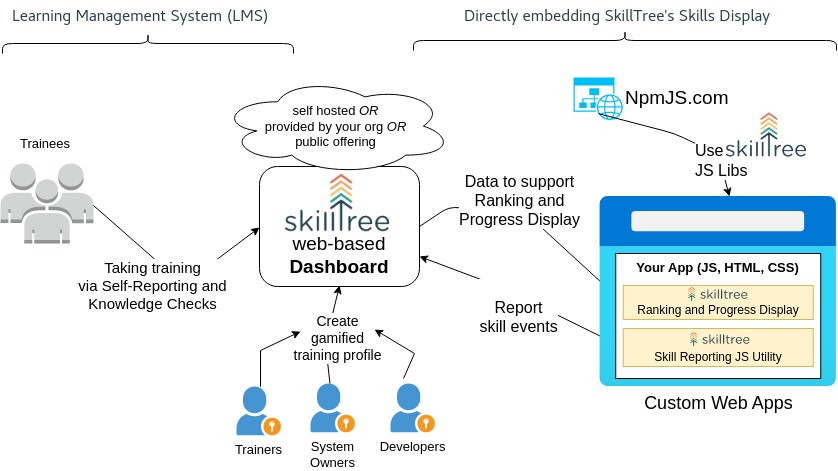 Learning Management System (LMS)
Directly embedding SkillTree's Skills Display
self hosted OR
provided by your org OR
public offering
NpmJS.com
Trainees
skilltree
web-based
Dashboard
Data to support
Ranking and
Progress Display
Use skilltree
JS Libs
Taking training
via Self-Reporting and
Knowledge Checks
Report
skill events
Your App (JS, HTML, CSS)
skilltree
Ranking and Progress Display
skilltree
Skill Reporting JS Utility
Create
gamified
training profile
Custom Web Apps
Trainers
System
Owners
Developers